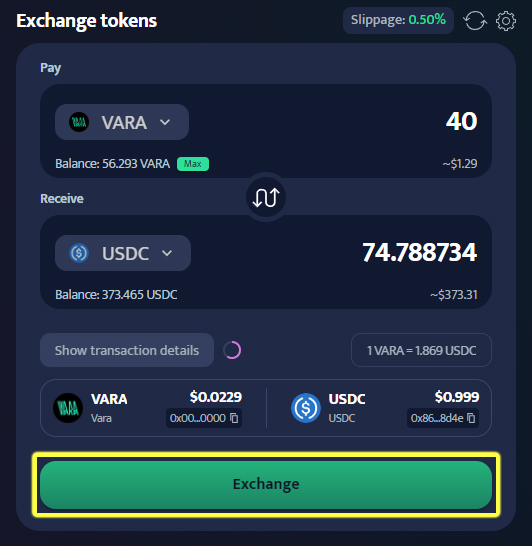 Exchange tokens
Slippage: 0.50%
Pay
VARA
40
Balance: 56.293 VARA Max
~$1.29
Receive
USDC
74.788734
Balance: 373.465 USDC
~$373.31
Show transaction details
1 VARA = 1.869 USDC
VARA $0.0229
Vara 0x00...0000
USDC $0.999
USDC 0x86...8d4e
Exchange